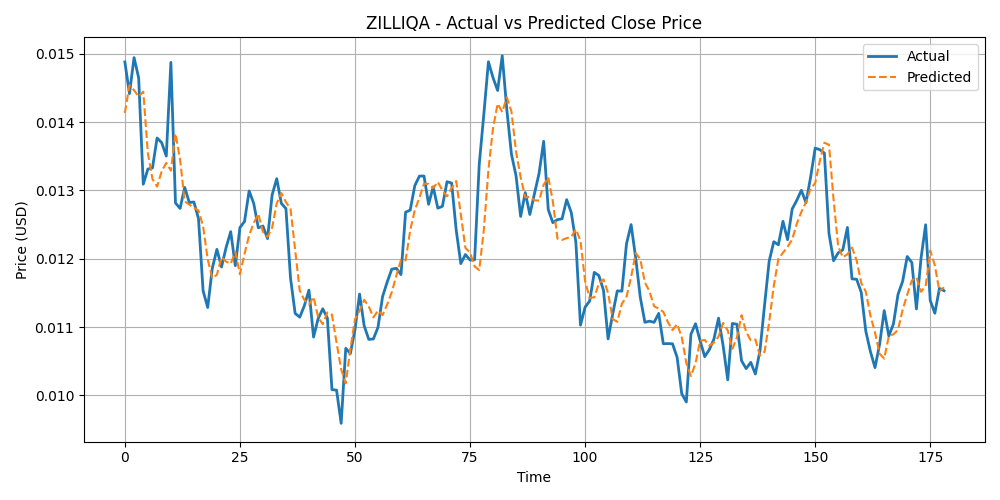 ZILLIQA - Actual vs Predicted Close Price
Actual
Predicted
Price (USD)
0.015
0.014
0.013
0.012
0.011
0.010
0 25 50 75 100 125 150 175
Time